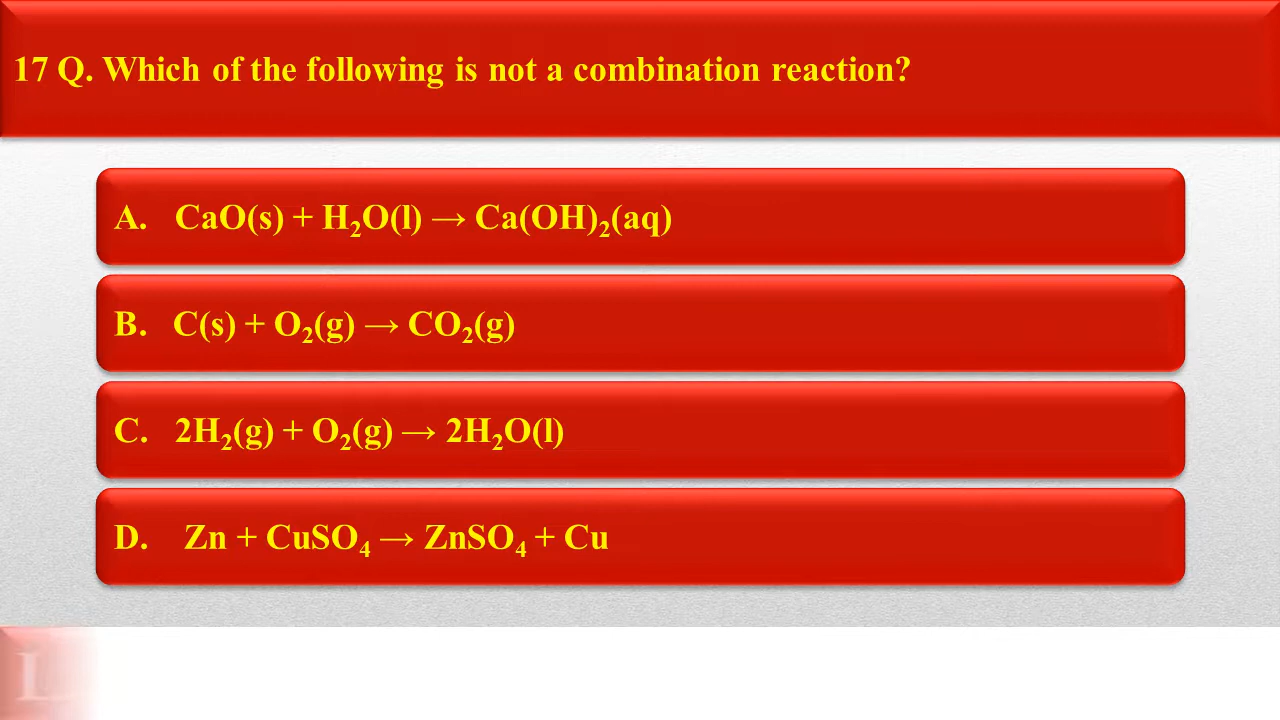 17 Q. Which of the following is not a combination reaction?
A. CaO(s) + H₂O(l) → Ca(OH)₂(aq)
B. C(s) + O₂(g) → CO₂(g)
C. 2H₂(g) + O₂(g) → 2H₂O(l)
D. Zn + CuSO₄ → ZnSO₄ + Cu